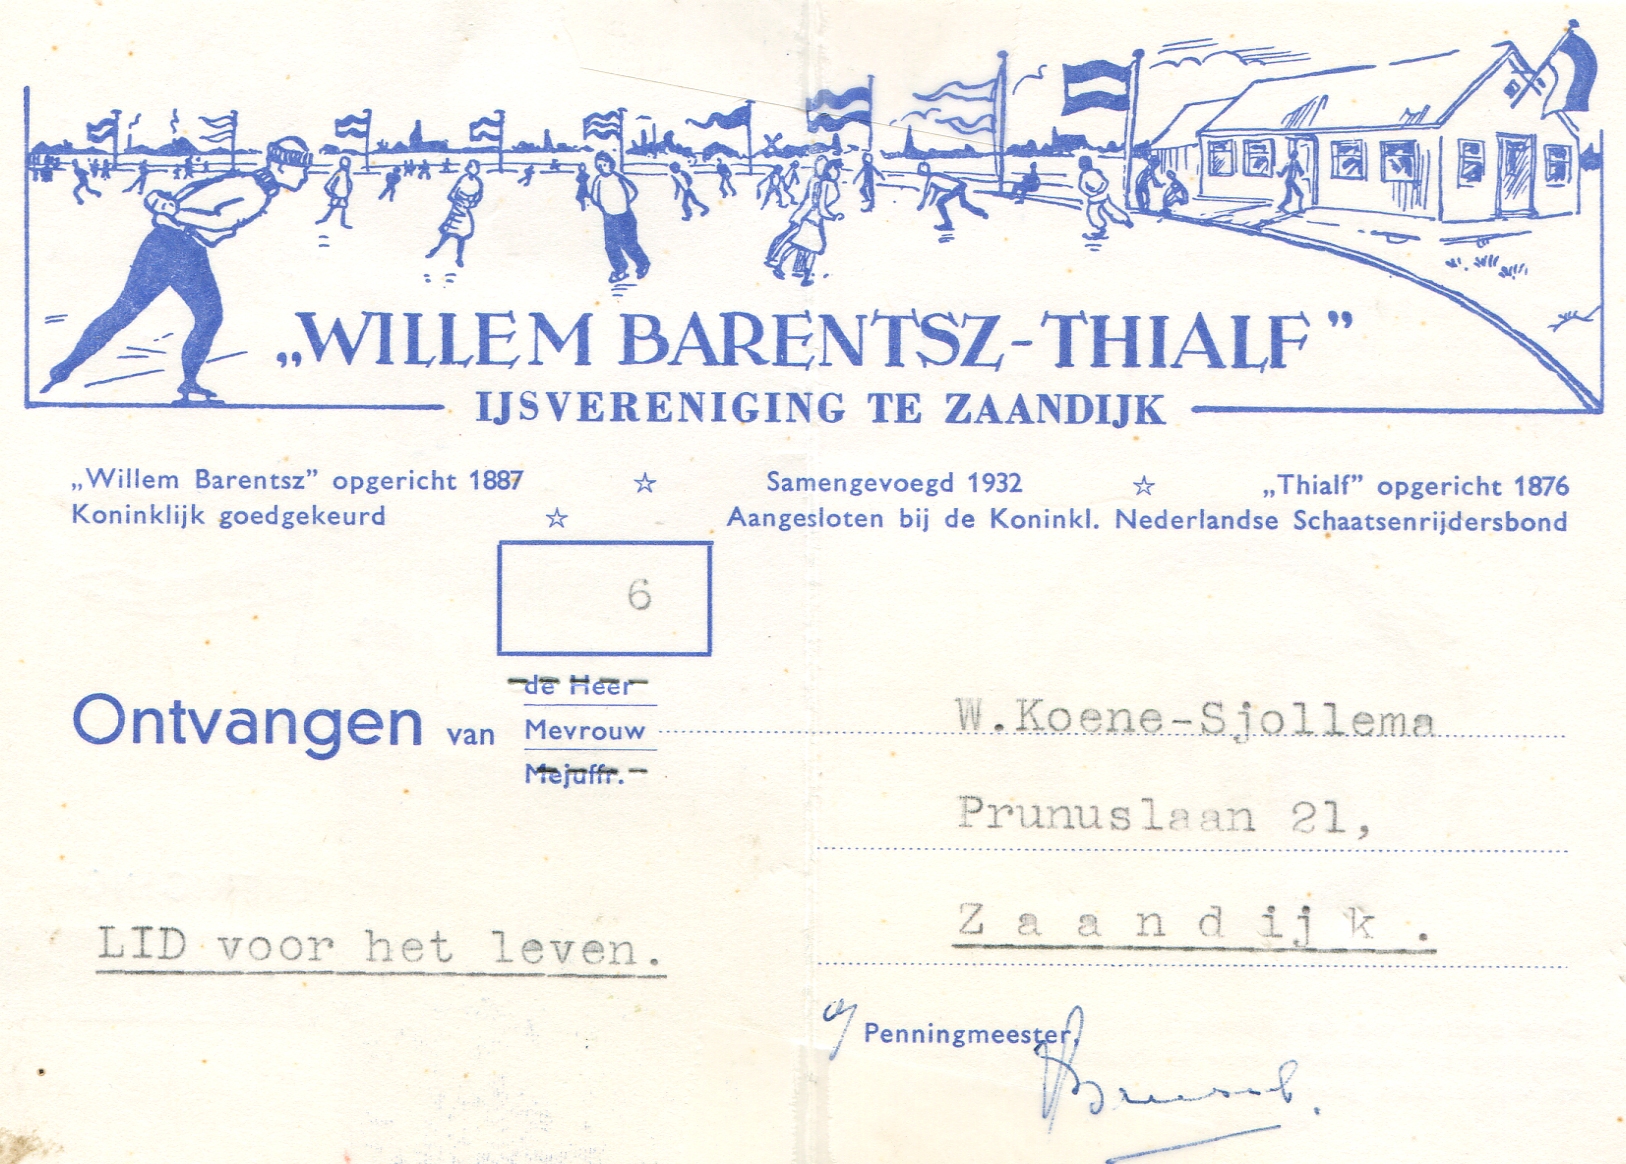 „WILLEM BARENTSZ-THIALF”
IJSVERENIGING TE ZAANDIJK
„Willem Barentsz” opgericht 1887 ☆ Samengevoegd 1932 ☆ „Thialf” opgericht 1876
Koninklijk goedgekeurd ☆ Aangesloten bij de Koninkl. Nederlandse Schaatsenrijdersbond
6
de Heer
Ontvangen van Mevrouw W.Koene-Sjollema
Mejuffr.
Prunuslaan 21,
Zaandijk.
LID voor het leven.
Penningmeester,